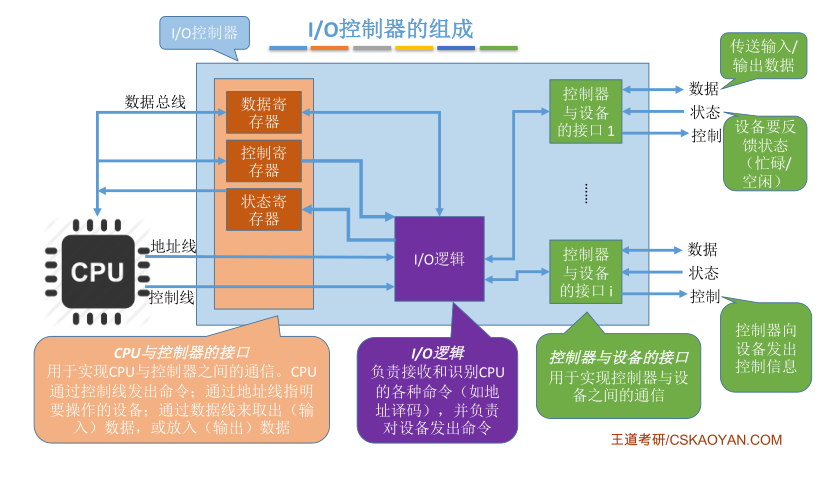 I/O控制器的组成
I/O控制器
传送输入/
输出数据
数据总线
数据寄
存器
控制寄
存器
状态寄
存器
控制器
与设备
的接口 1
数据
状态
控制
设备要反
馈状态
（忙碌/
空闲）
......
CPU
地址线
控制线
I/O逻辑
控制器
与设备
的接口 i
数据
状态
控制
控制器向
设备发出
控制信息
CPU与控制器的接口
用于实现CPU与控制器之间的通信。CPU
通过控制线发出命令；通过地址线指明
要操作的设备；通过数据线来取出（输
入）数据，或放入（输出）数据
I/O逻辑
负责接收和识别CPU
的各种命令（如地
址译码），并负责
对设备发出命令
控制器与设备的接口
用于实现控制器与设
备之间的通信
王道考研/CSKAOYAN.COM